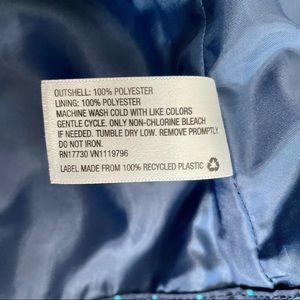 OUTSHELL: 100% POLYESTER
LINING: 100% POLYESTER
MACHINE WASH COLD WITH LIKE COLORS
GENTLE CYCLE. ONLY NON-CHLORINE BLEACH
IF NEEDED. TUMBLE DRY LOW. REMOVE PROMPTLY.
DO NOT IRON.
RN17730 VN1119796
LABEL MADE FROM 100% RECYCLED PLASTIC